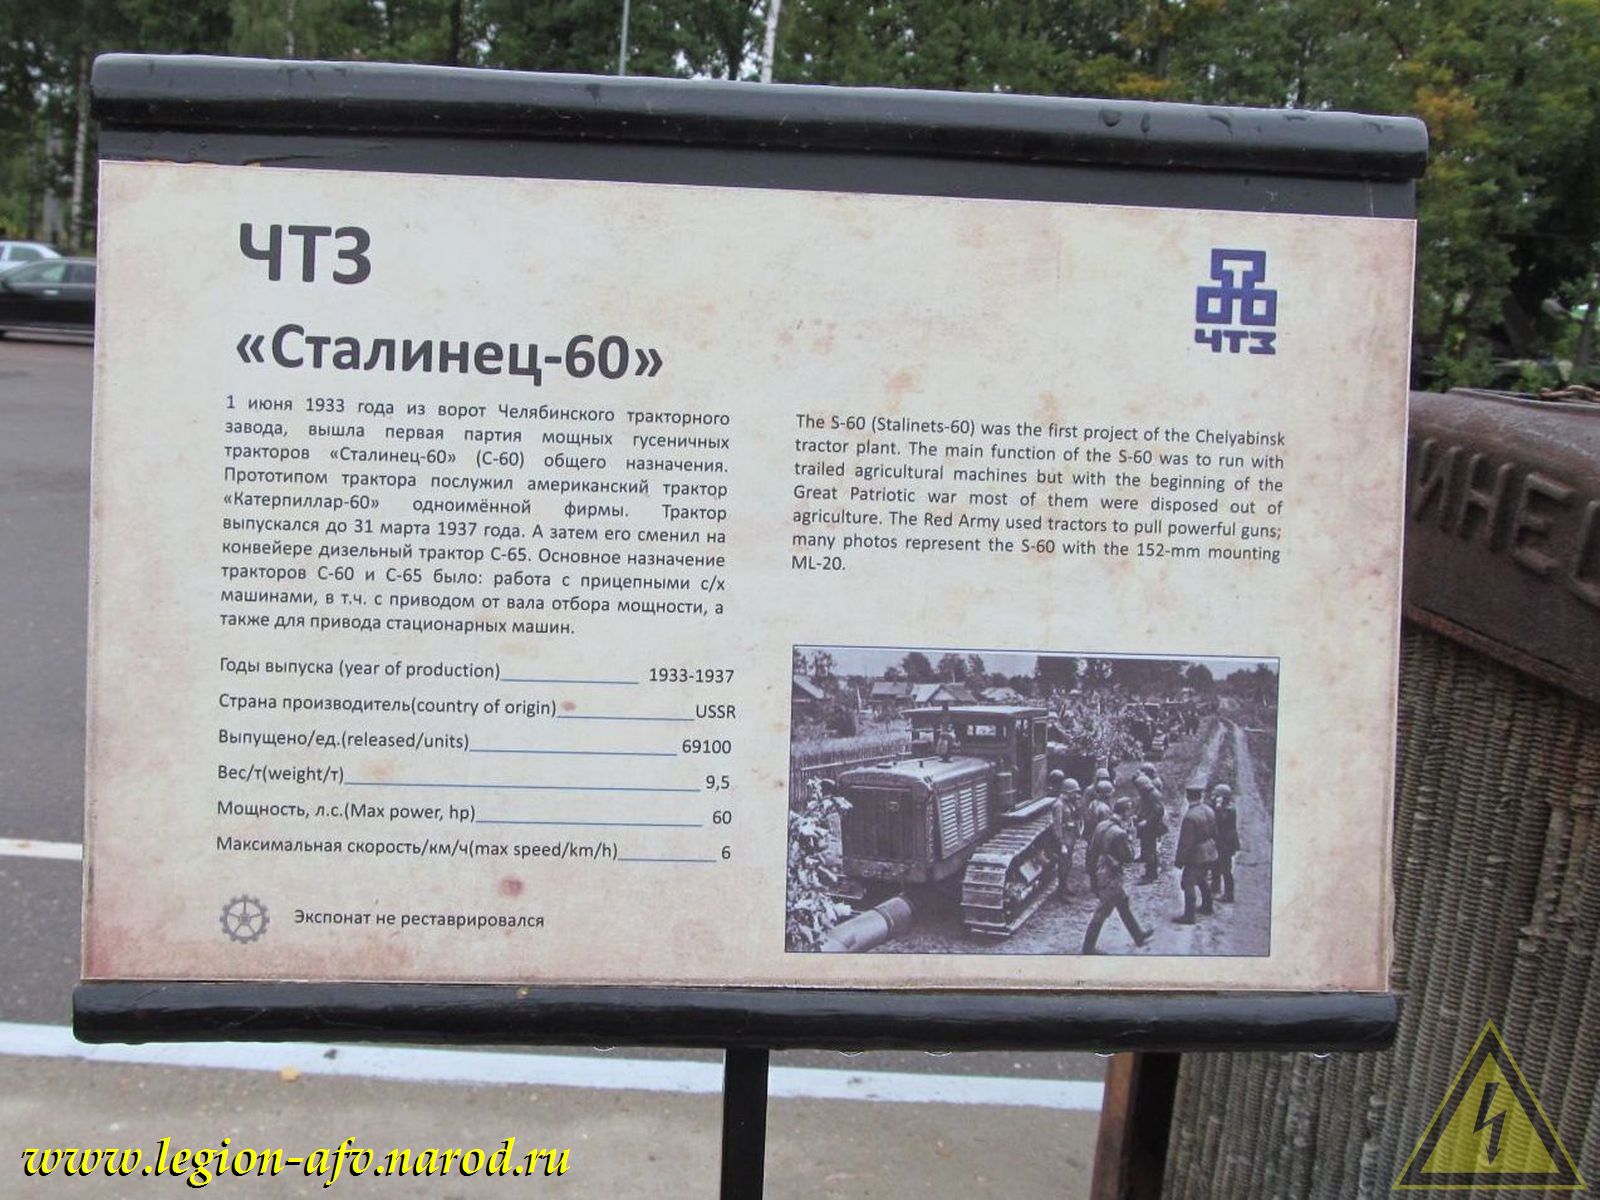 ЧТЗ
«Сталинец-60»
ЧТЗ
1 июня 1933 года из ворот Челябинского тракторного
завода, вышла первая партия мощных гусеничных
тракторов «Сталинец-60» (С-60) общего назначения.
Прототипом трактора послужил американский трактор
«Катерпиллар-60» одноимённой фирмы. Трактор
выпускался до 31 марта 1937 года. А затем его сменил на
конвейере дизельный трактор С-65. Основное назначение
тракторов С-60 и С-65 было: работа с прицепными с/х
машинами, в т.ч. с приводом от вала отбора мощности, а
также для привода стационарных машин.
The S-60 (Stalinets-60) was the first project of the Chelyabinsk
tractor plant. The main function of the S-60 was to run with
trailed agricultural machines but with the beginning of the
Great Patriotic war most of them were disposed out of
agriculture. The Red Army used tractors to pull powerful guns;
many photos represent the S-60 with the 152-mm mounting
ML-20.
Годы выпуска (year of production) 1933-1937
Страна производитель(country of origin) USSR
Выпущено/ед.(released/units) 69100
Вес/т(weight/т) 9,5
Мощность, л.с.(Max power, hp) 60
Максимальная скорость/км/ч(max speed/km/h) 6
Экспонат не реставрировался
ИНЕ
www.legion-afv.narod.ru